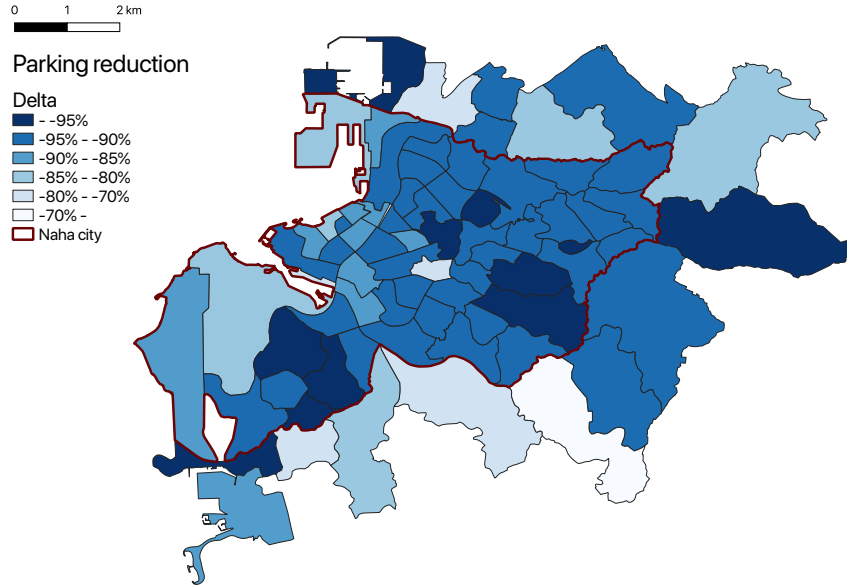 0 1 2 km
Parking reduction
Delta
- -95%
-95% - -90%
-90% - -85%
-85% - -80%
-80% - -70%
-70% -
Naha city